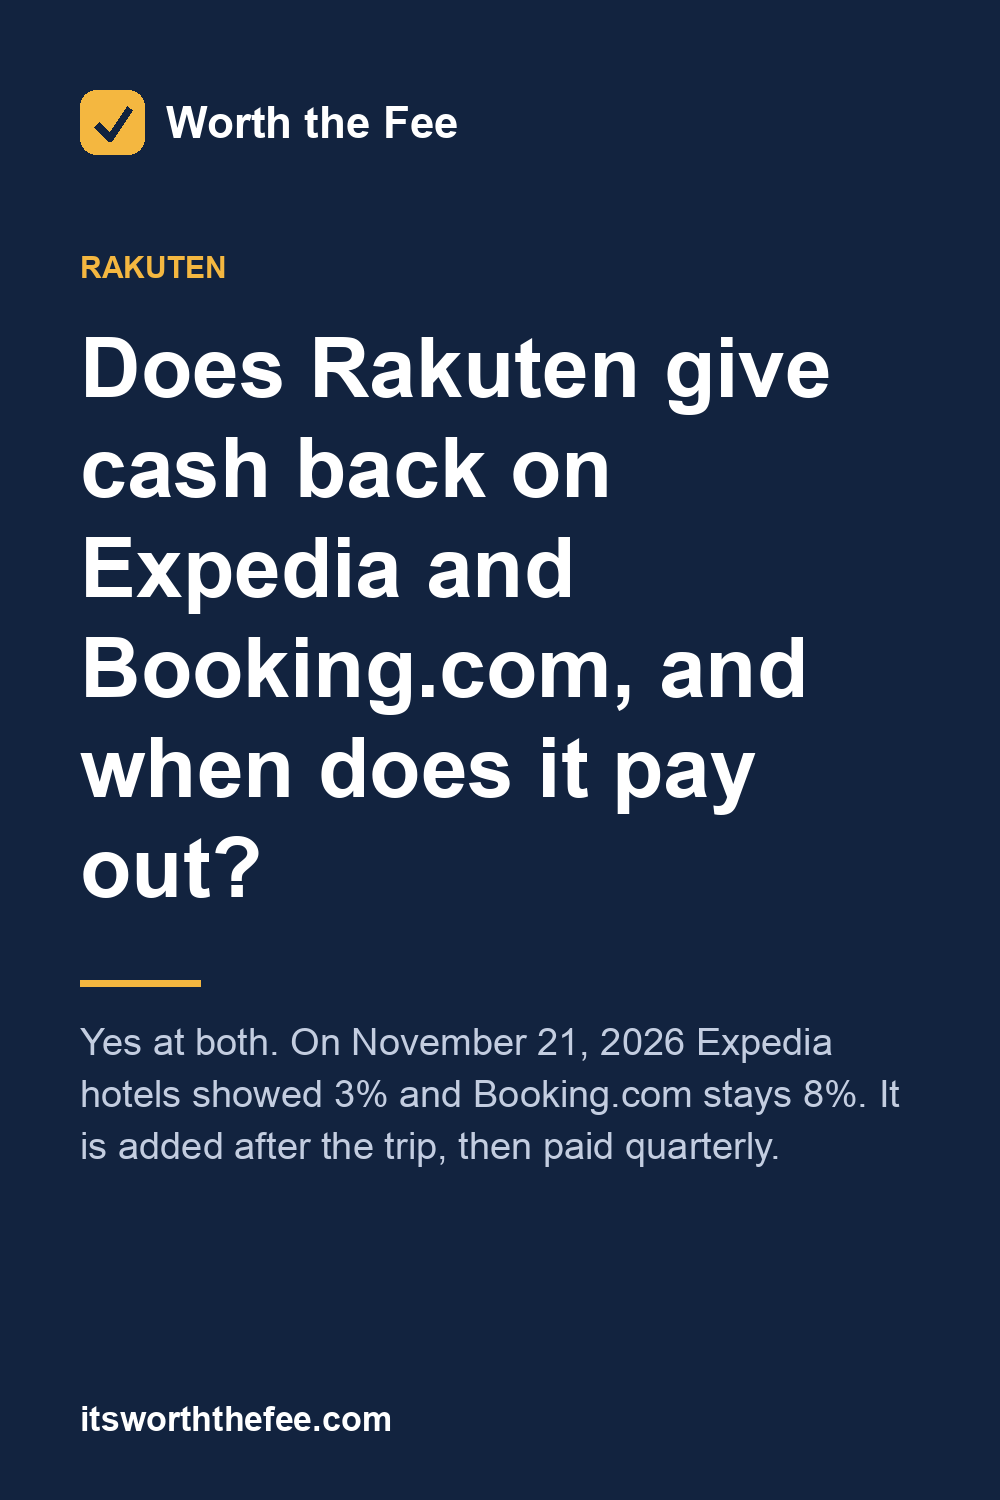 Worth the Fee
RAKUTEN
Does Rakuten give
cash back on
Expedia and
Booking.com, and
when does it pay
out?
Yes at both. On November 21, 2026 Expedia
hotels showed 3% and Booking.com stays 8%. It
is added after the trip, then paid quarterly.
itsworththefee.com